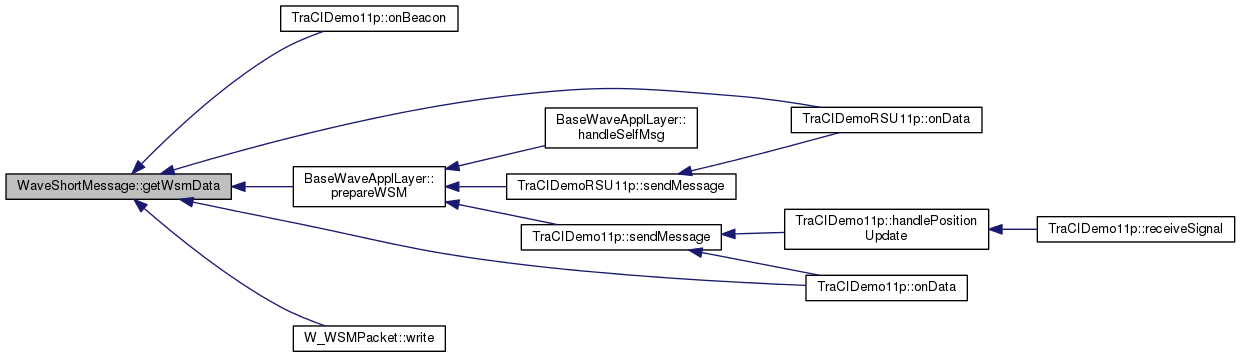 TraCIDemo11p::onBeacon
BaseWaveApplLayer::
handleSelfMsg
TraCIDemoRSU11p::onData
WaveShortMessage::getWsmData
BaseWaveApplLayer::
prepareWSM
TraCIDemoRSU11p::sendMessage
TraCIDemo11p::sendMessage
TraCIDemo11p::handlePosition
Update
TraCIDemo11p::receiveSignal
TraCIDemo11p::onData
W_WSMPacket::write